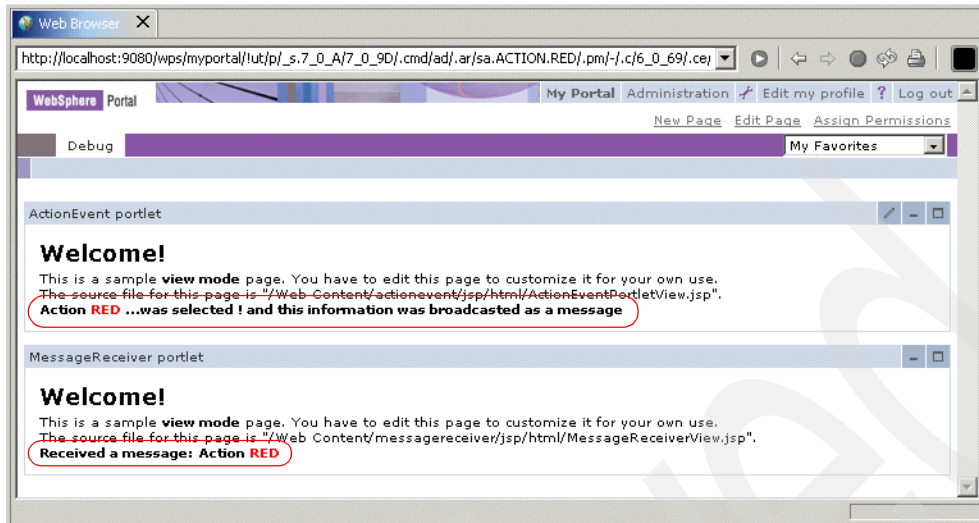 Web Browser
http://localhost:9080/wps/myportal/!ut/p/_s.7_0_A/7_0_9D/.cmd/ad/.ar/sa.ACTION.RED/.pm/-/.c/6_0_69/.ce/
WebSphere Portal
My Portal Administration Edit my profile ? Log out
New Page Edit Page Assign Permissions
Debug My Favorites
ActionEvent portlet
Welcome!
This is a sample view mode page. You have to edit this page to customize it for your own use.
The source file for this page is "/Web Content/actionevent/jsp/html/ActionEventPortletView.jsp".
Action RED ...was selected ! and this information was broadcasted as a message
MessageReceiver portlet
Welcome!
This is a sample view mode page. You have to edit this page to customize it for your own use.
The source file for this page is "/Web Content/messagereceiver/jsp/html/MessageReceiverView.jsp".
Received a message: Action RED